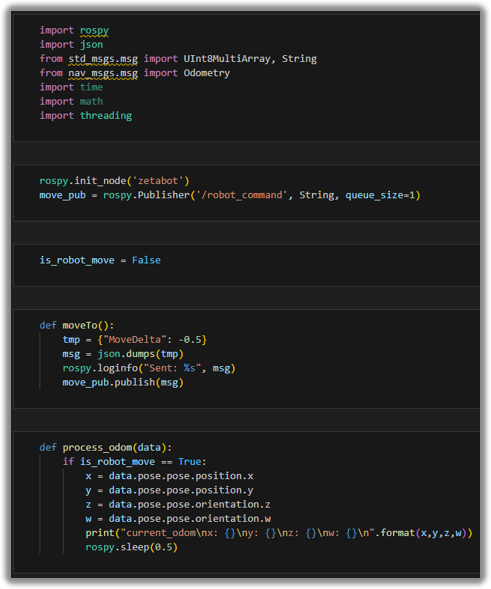 import rospy
import json
from std_msgs.msg import UInt8MultiArray, String
from nav_msgs.msg import Odometry
import time
import math
import threading
rospy.init_node('zetabot')
move_pub = rospy.Publisher('/robot_command', String, queue_size=1)
is_robot_move = False
def moveTo():
    tmp = {"MoveDelta": -0.5}
    msg = json.dumps(tmp)
    rospy.loginfo("Sent: %s", msg)
    move_pub.publish(msg)
def process_odom(data):
    if is_robot_move == True:
        x = data.pose.pose.position.x
        y = data.pose.pose.position.y
        z = data.pose.pose.orientation.z
        w = data.pose.pose.orientation.w
        print("current_odom\nx: {}\ny: {}\nz: {}\nw: {}\n".format(x,y,z,w))
        rospy.sleep(0.5)